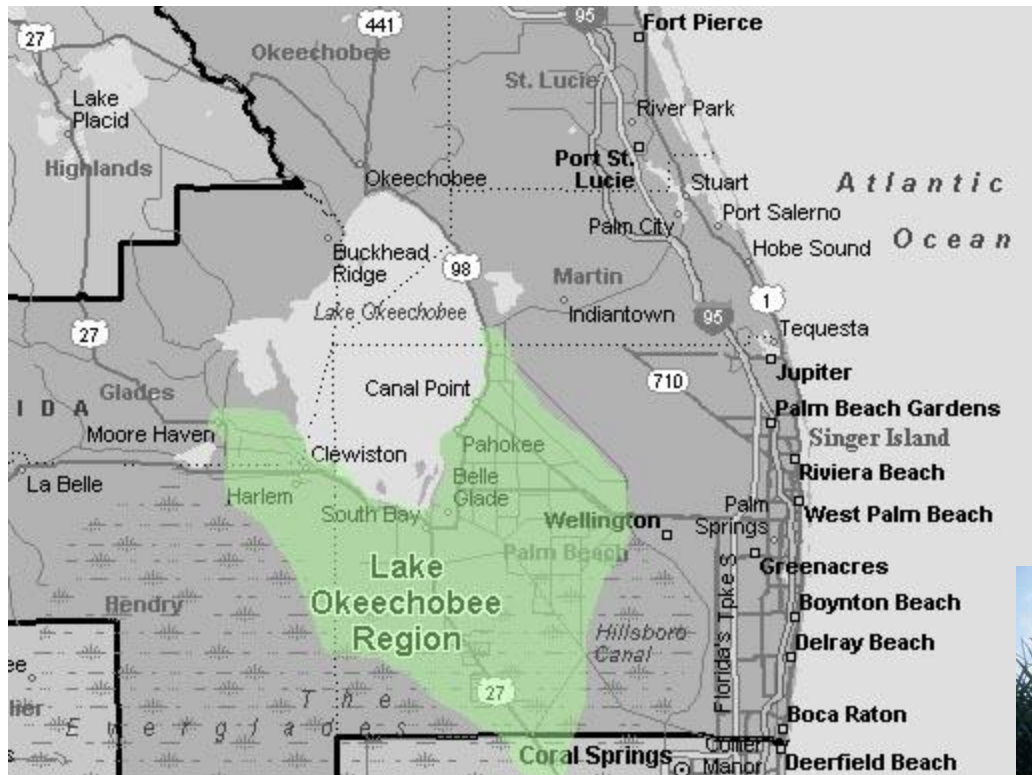 27
441
95
Fort Pierce
Okeechobee
St. Lucie
Lake
Placid
River Park
Highlands
Port St.
Lucie
Okeechobee
Stuart
Atlantic
Palm City
Port Salerno
Ocean
Buckhead
Ridge
Hobe Sound
98
Martin
Lake Okeechobee
Indiantown
1
95
27
Tequesta
710
Jupiter
Glades
Canal Point
I D A
Palm Beach Gardens
Moore Haven
Pahokee
Singer Island
Clewiston
Riviera Beach
La Belle
Harlem
Belle
Glade
South Bay
Palm
Springs
West Palm Beach
Wellington
Palm Beach
Lake
Okeechobee
Region
Greenacres
Florida's Tpke S
Hendry
Boynton Beach
Hillsboro
Canal
Delray Beach
ee
27
The
Everglades
lier
Boca Raton
Coral Springs
Collier
Manor
Deerfield Beach